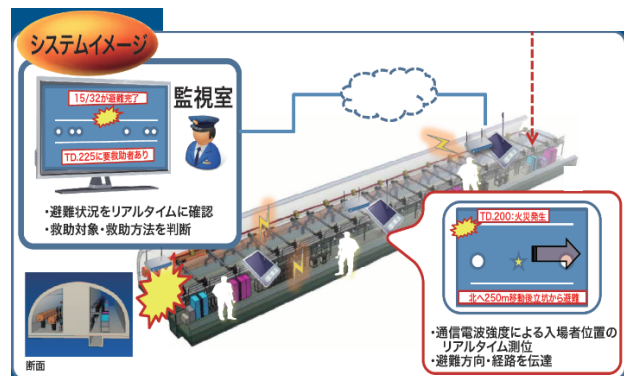 システムイメージ
15/32が避難完了
監視室
TD.225に要救助者あり
・避難状況をリアルタイムに確認
・救助対象・救助方法を判断
TD.200:火災発生
北へ250m移動後立坑から避難
・通信電波強度による入場者位置の
リアルタイム測位
・避難方向・経路を伝達
断面